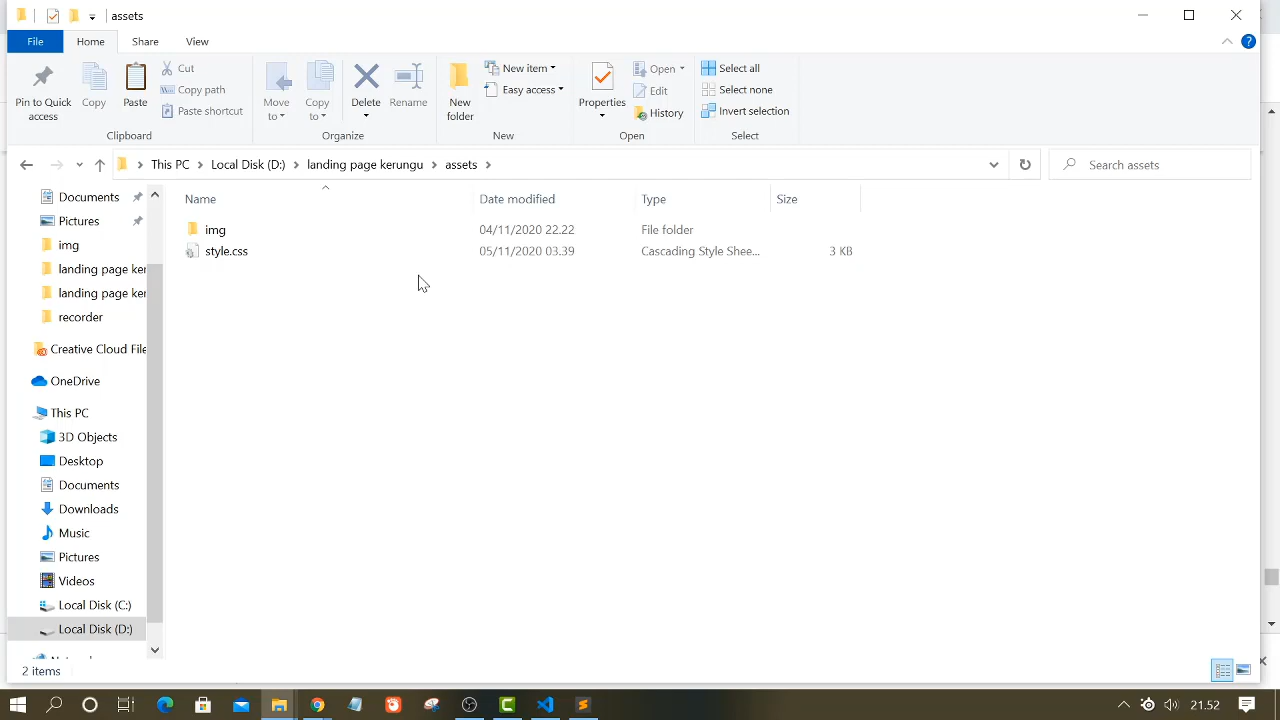 assets
File
Home
Share
View
Pin to Quick access
Copy
Paste
Cut
Copy path
Paste shortcut
Clipboard
Move to
Copy to
Delete
Rename
Organize
New folder
New item
Easy access
New
Properties
Open
Edit
History
Open
Select all
Select none
Invert selection
Select
This PC
Local Disk (D:)
landing page kerungu
assets
Search assets
Name
Date modified
Type
Size
img
04/11/2020 22.22
File folder
style.css
05/11/2020 03.39
Cascading Style Shee...
3 KB
Documents
Pictures
img
landing page ker
landing page ker
recorder
Creative Cloud File
OneDrive
This PC
3D Objects
Desktop
Documents
Downloads
Music
Pictures
Videos
Local Disk (C:)
Local Disk (D:)
2 items
21.52